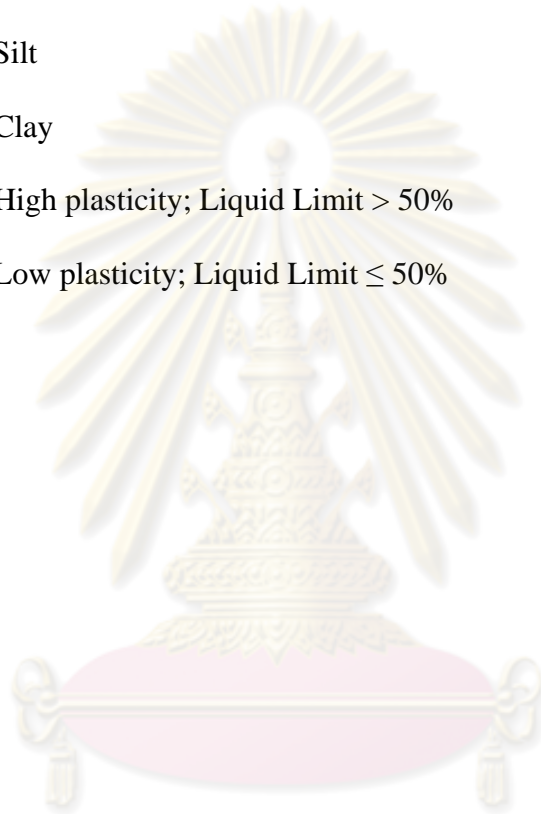 Silt
Clay
High plasticity; Liquid Limit > 50%
Low plasticity; Liquid Limit ≤ 50%